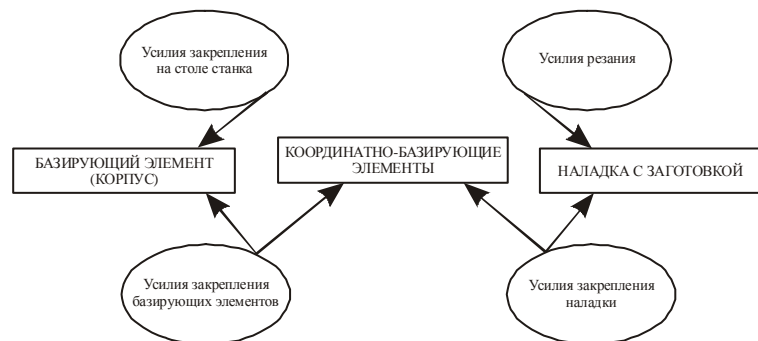 Усилия закрепления
на столе станка
Усилия резания
БАЗИРУЮЩИЙ ЭЛЕМЕНТ
(КОРПУС)
КООРДИНАТНО-БАЗИРУЮЩИЕ
ЭЛЕМЕНТЫ
НАЛАДКА С ЗАГОТОВКОЙ
Усилия закрепления
базирующих элементов
Усилия закрепления
наладки